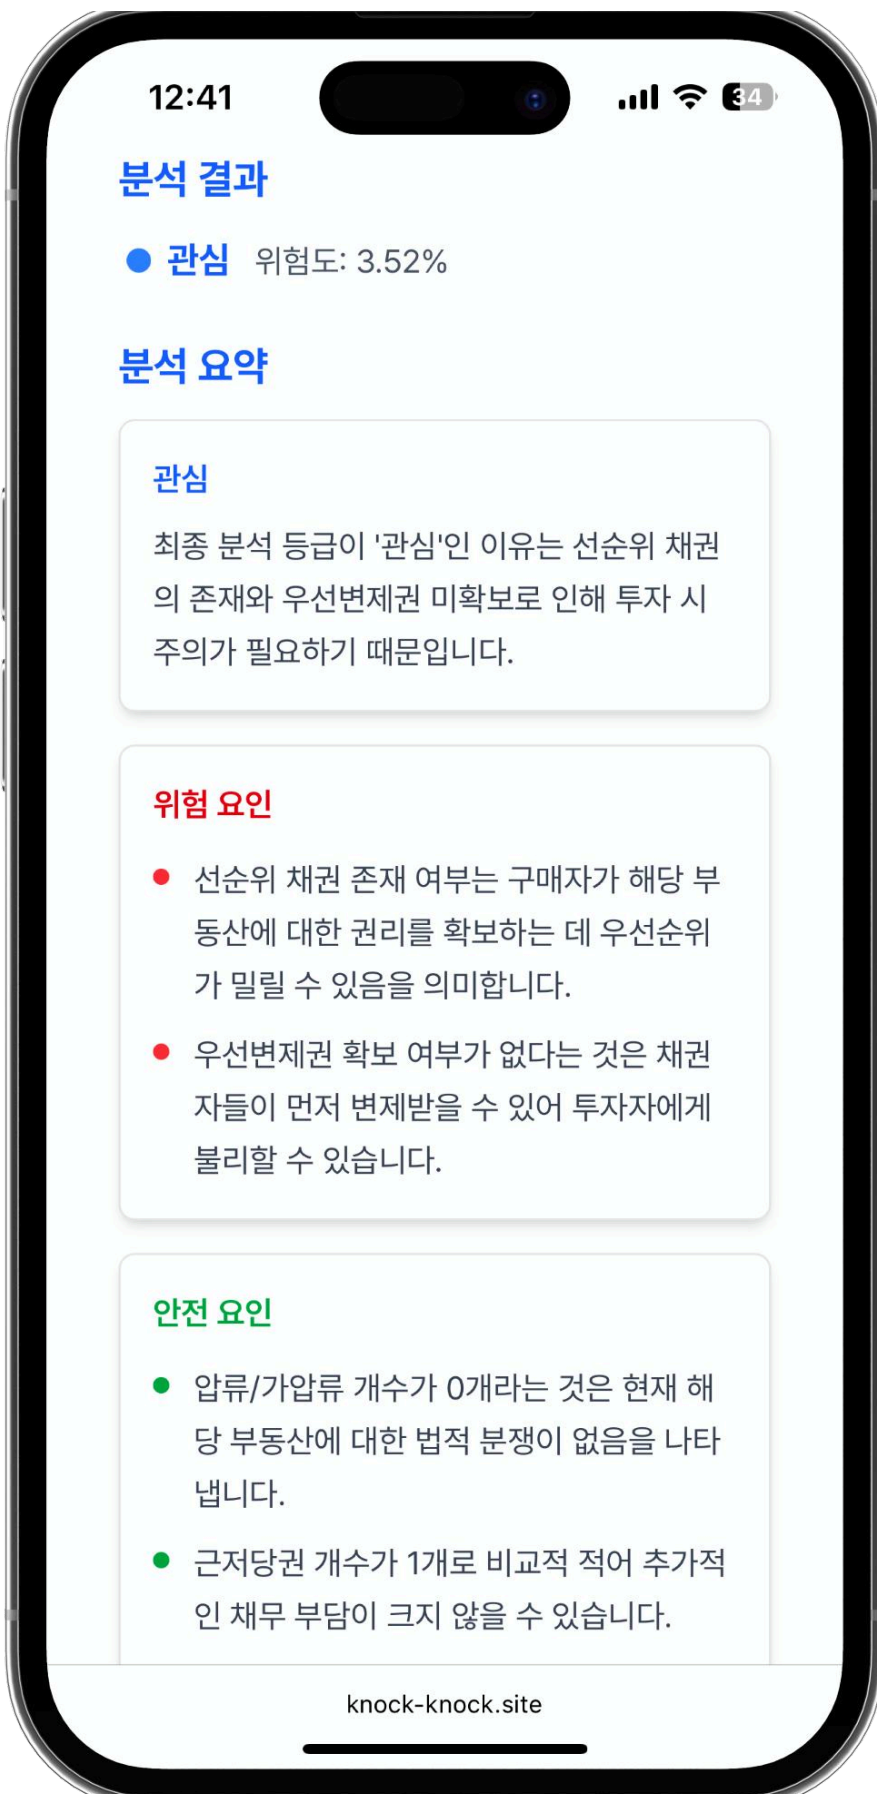 12:41
34
분석 결과
관심 위험도: 3.52%
분석 요약
관심
최종 분석 등급이 '관심'인 이유는 선순위 채권
의 존재와 우선변제권 미확보로 인해 투자 시
주의가 필요하기 때문입니다.
위험 요인
선순위 채권 존재 여부는 구매자가 해당 부
동산에 대한 권리를 확보하는 데 우선순위
가 밀릴 수 있음을 의미합니다.
우선변제권 확보 여부가 없다는 것은 채권
자들이 먼저 변제받을 수 있어 투자자에게
불리할 수 있습니다.
안전 요인
압류/가압류 개수가 0개라는 것은 현재 해
당 부동산에 대한 법적 분쟁이 없음을 나타
냅니다.
근저당권 개수가 1개로 비교적 적어 추가적
인 채무 부담이 크지 않을 수 있습니다.
knock-knock.site